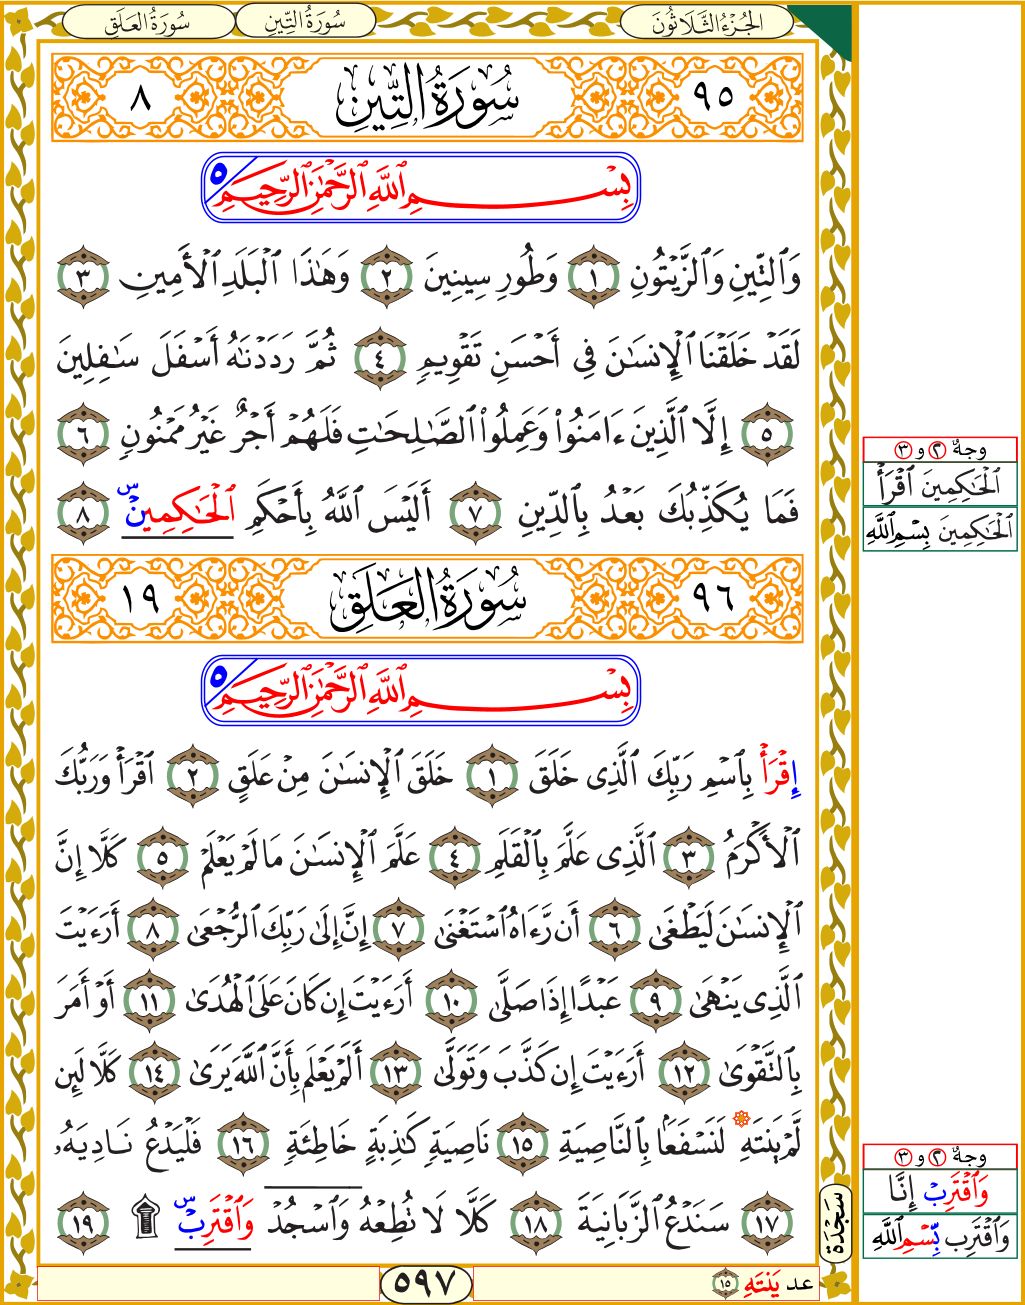 الجُزْءُ الثَّلَاثُونَ سُورَةُ التِّينِ سُورَةُ العَلَقِ
٩٥ سُورَةُ التِّينِ ٨
بِسْمِ ٱللَّهِ ٱلرَّحْمَٰنِ ٱلرَّحِيمِ ٥
وَٱلتِّينِ وَٱلزَّيْتُونِ ١ وَطُورِ سِينِينَ ٢ وَهَٰذَا ٱلْبَلَدِ ٱلْأَمِينِ ٣
لَقَدْ خَلَقْنَا ٱلْإِنسَٰنَ فِى أَحْسَنِ تَقْوِيمٍ ٤ ثُمَّ رَدَدْنَٰهُ أَسْفَلَ سَٰفِلِينَ
٥ إِلَّا ٱلَّذِينَ ءَامَنُوا۟ وَعَمِلُوا۟ ٱلصَّٰلِحَٰتِ فَلَهُمْ أَجْرٌ غَيْرُ مَمْنُونٍ ٦
فَمَا يُكَذِّبُكَ بَعْدُ بِٱلدِّينِ ٧ أَلَيْسَ ٱللَّهُ بِأَحْكَمِ ٱلْحَٰكِمِينَ ۜ ٨
وجهُ ٢ و ٣
ٱلْحَٰكِمِينَ ٱقْرَأْ
ٱلْحَٰكِمِينَ بِسْمِ ٱللَّهِ
٩٦ سُورَةُ العَلَقِ ١٩
بِسْمِ ٱللَّهِ ٱلرَّحْمَٰنِ ٱلرَّحِيمِ ٥
إِقْرَأْ بِٱسْمِ رَبِّكَ ٱلَّذِى خَلَقَ ١ خَلَقَ ٱلْإِنسَٰنَ مِنْ عَلَقٍ ٢ ٱقْرَأْ وَرَبُّكَ
ٱلْأَكْرَمُ ٣ ٱلَّذِى عَلَّمَ بِٱلْقَلَمِ ٤ عَلَّمَ ٱلْإِنسَٰنَ مَا لَمْ يَعْلَمْ ٥ كَلَّا إِنَّ
ٱلْإِنسَٰنَ لَيَطْغَىٰ ٦ أَن رَّءَاهُ ٱسْتَغْنَىٰ ٧ إِنَّ إِلَىٰ رَبِّكَ ٱلرُّجْعَىٰ ٨ أَرَءَيْتَ
ٱلَّذِى يَنْهَىٰ ٩ عَبْدًا إِذَا صَلَّىٰ ١٠ أَرَءَيْتَ إِن كَانَ عَلَى ٱلْهُدَىٰ ١١ أَوْ أَمَرَ
بِٱلتَّقْوَىٰ ١٢ أَرَءَيْتَ إِن كَذَّبَ وَتَوَلَّىٰ ١٣ أَلَمْ يَعْلَم بِأَنَّ ٱللَّهَ يَرَىٰ ١٤ كَلَّا لَئِن
لَّمْ يَنتَهِ لَنَسْفَعًۢا بِٱلنَّاصِيَةِ ١٥ نَاصِيَةٍ كَٰذِبَةٍ خَاطِئَةٍ ١٦ فَلْيَدْعُ نَادِيَهُۥ
١٧ سَنَدْعُ ٱلزَّبَانِيَةَ ١٨ كَلَّا لَا تُطِعْهُ وَٱسْجُدْ وَٱقْتَرِب ۜ ۩ ١٩
سَجْدَة
وجهُ ٢ و ٣
وَٱقْتَرِبْ إِنَّا
وَٱقْتَرِب بِّسْمِ ٱللَّهِ
عد يَنتَهِ ١٥
٥٩٧